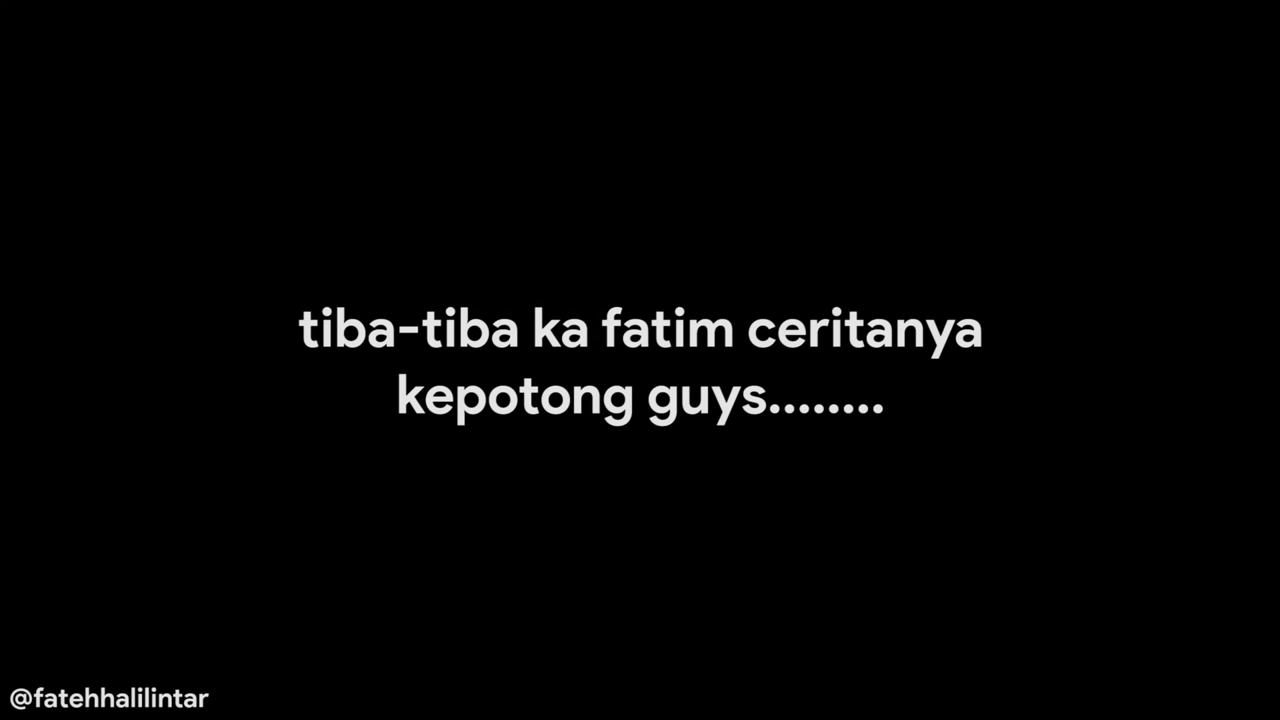 tiba-tiba ka fatim ceritanya
kepotong guys........
@fatehhalilintar